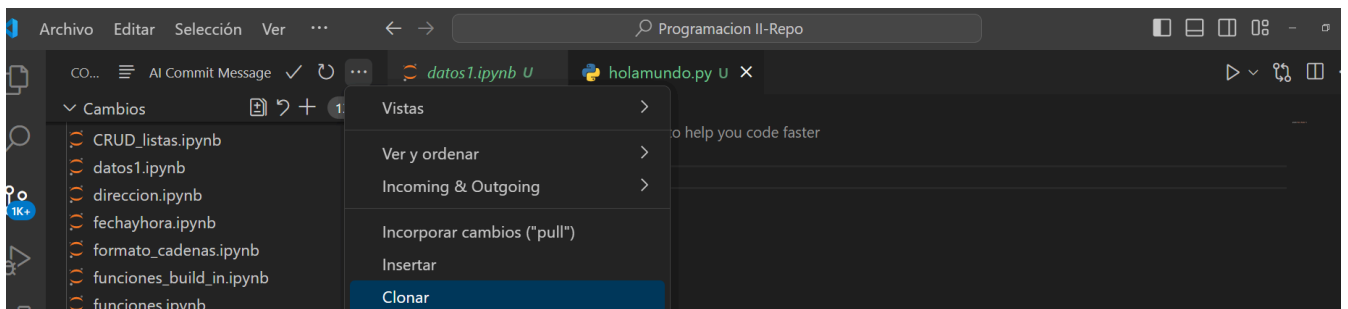 Archivo Editar Selección Ver ··· ← → Programacion II-Repo
CO... AI Commit Message ··· datos1.ipynb U holamundo.py U
Cambios
CRUD_listas.ipynb
datos1.ipynb
direccion.ipynb
1K+
fechayhora.ipynb
formato_cadenas.ipynb
funciones_build_in.ipynb
funciones.ipynb
Vistas
Ver y ordenar
Incoming & Outgoing
Incorporar cambios ("pull")
Insertar
Clonar
to help you code faster